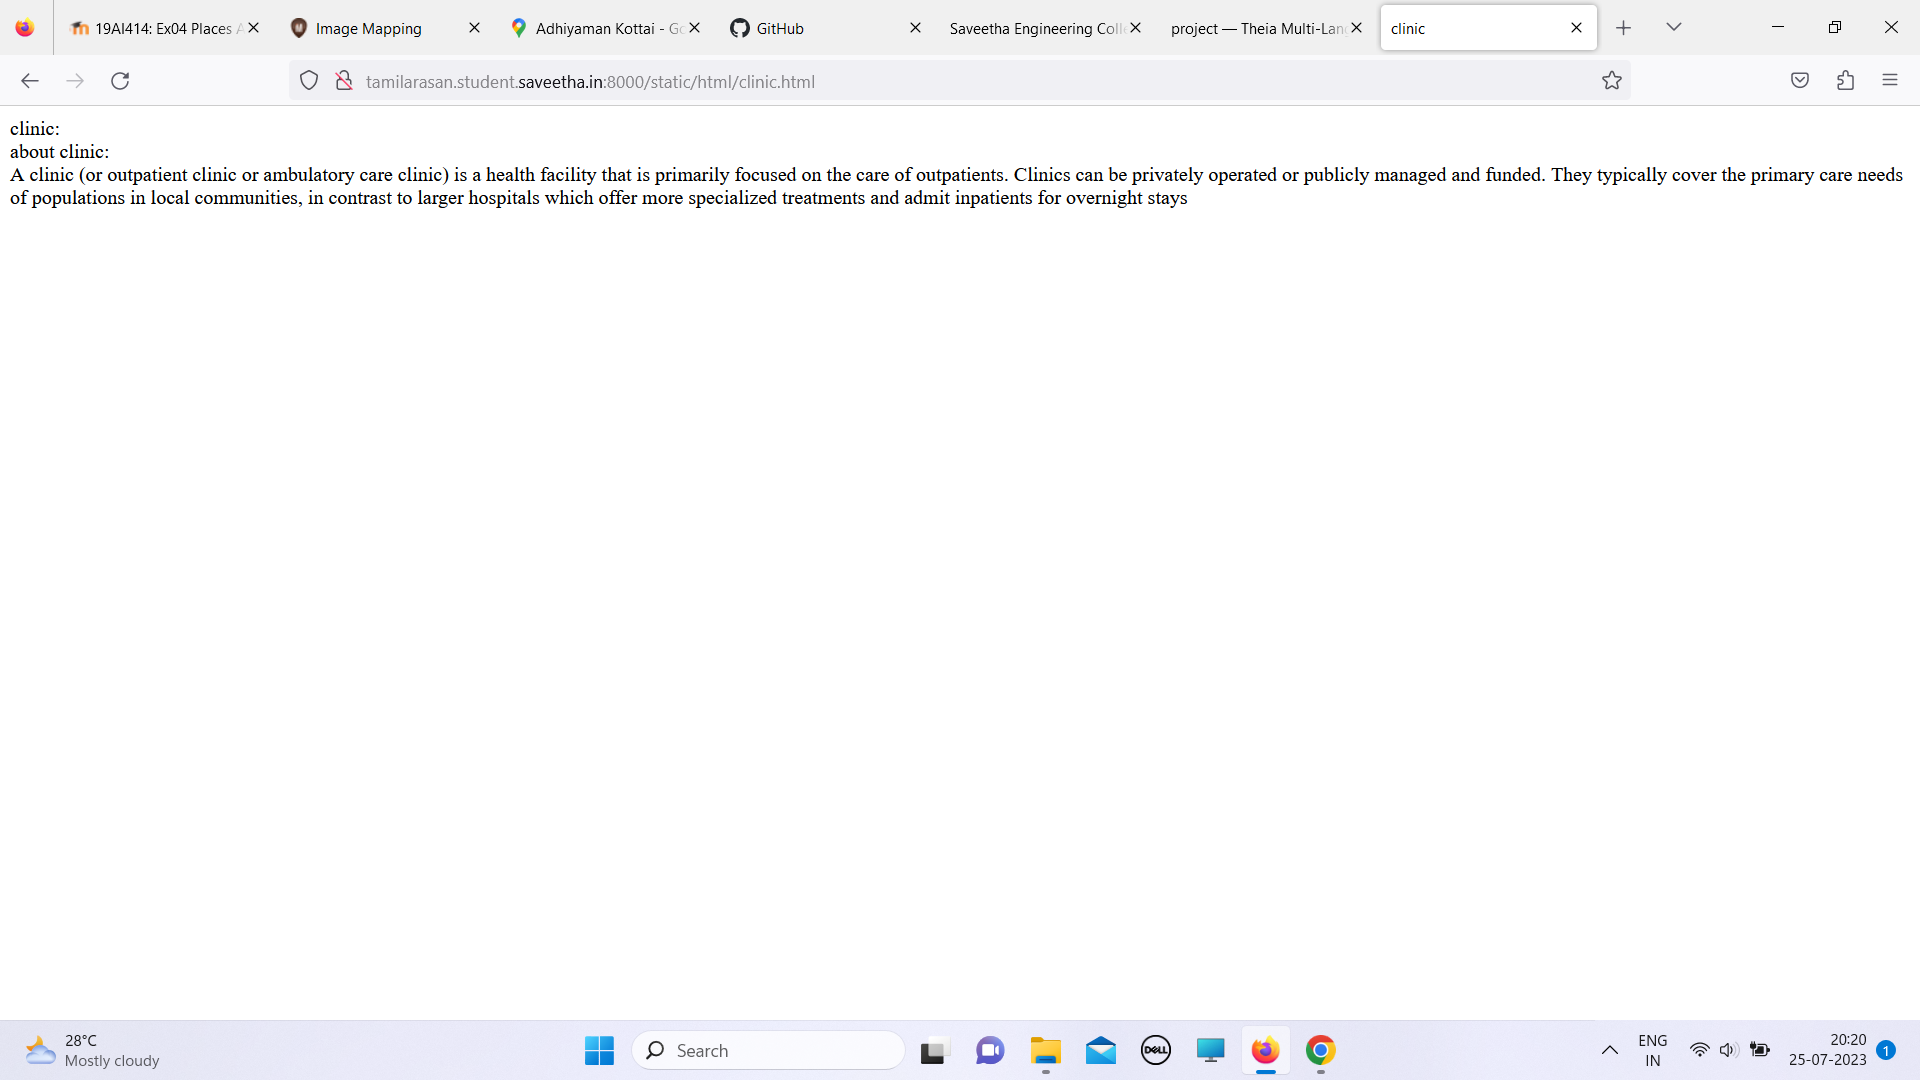 19AI414: Ex04 Places
Image Mapping
Adhiyaman Kottai -
GitHub
Saveetha Engineering Coll
project — Theia Multi-Lan
clinic
tamilarasan.student.saveetha.in:8000/static/html/clinic.html
clinic:
about clinic:
A clinic (or outpatient clinic or ambulatory care clinic) is a health facility that is primarily focused on the care of outpatients. Clinics can be privately operated or publicly managed and funded. They typically cover the primary care needs
of populations in local communities, in contrast to larger hospitals which offer more specialized treatments and admit inpatients for overnight stays
28°C
Mostly cloudy
Search
DELL
ENG
IN
20:20
25-07-2023
1